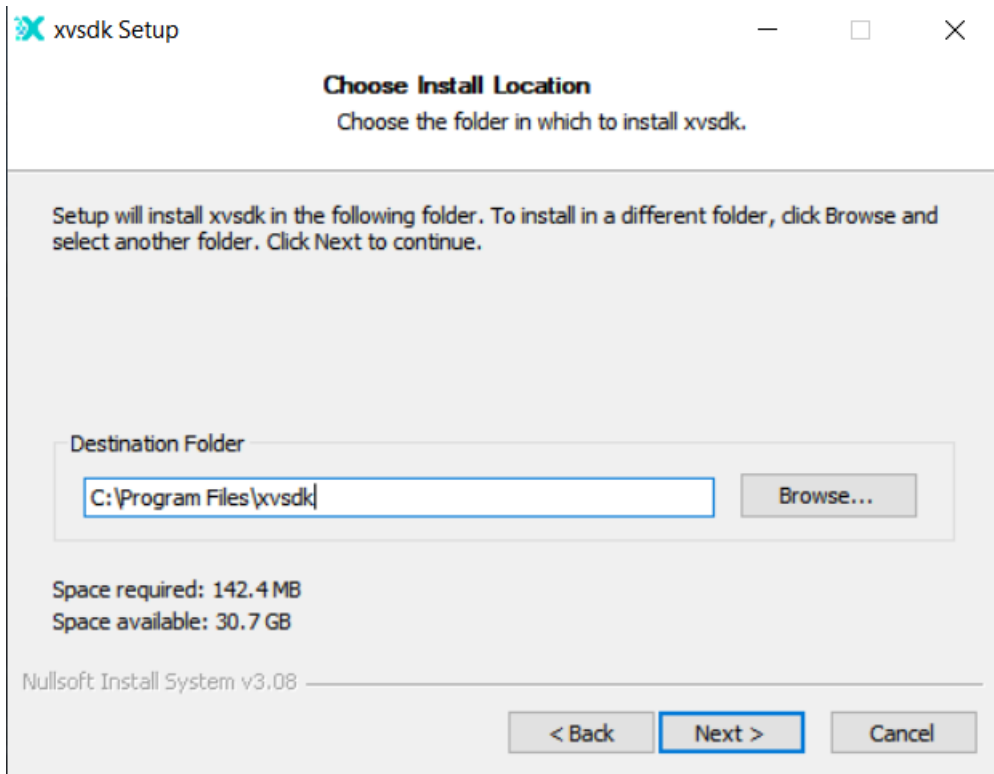 xvsdk Setup
Choose Install Location
Choose the folder in which to install xvsdk.
Setup will install xvsdk in the following folder. To install in a different folder, click Browse and
select another folder. Click Next to continue.
Destination Folder
C:\Program Files\xvsdk
Browse...
Space required: 142.4 MB
Space available: 30.7 GB
Nullsoft Install System v3.08
< Back
Next >
Cancel